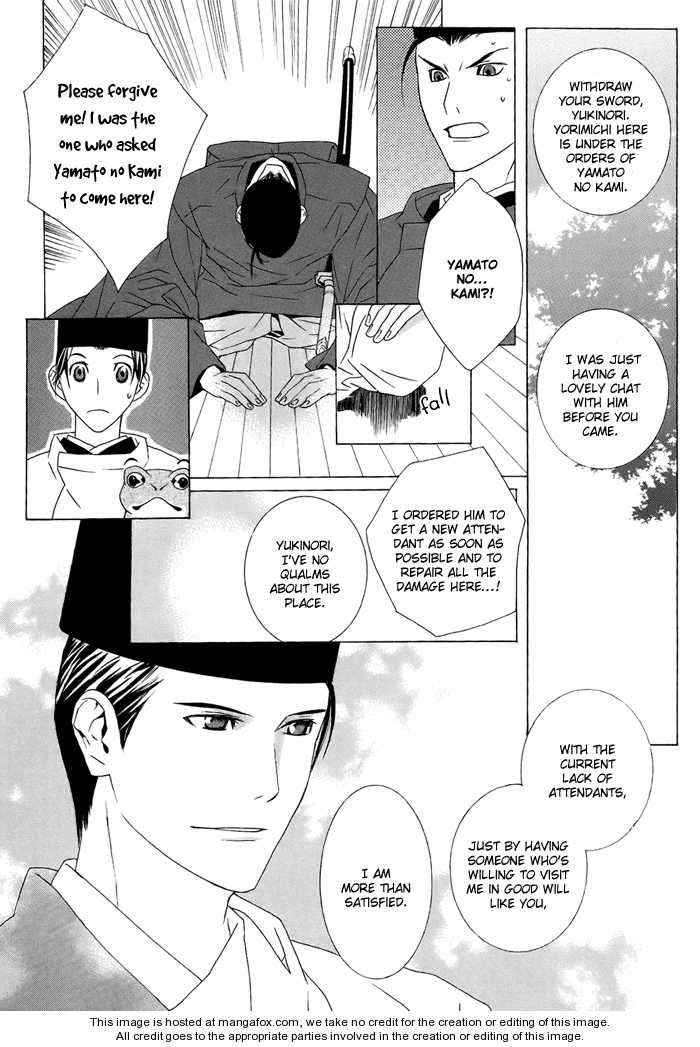 WITHDRAW
YOUR SWORD,
YUKINORI.
YORIMICHI HERE
IS UNDER THE
ORDERS OF
YAMATO
NO KAMI.
I WAS JUST
HAVING A
LOVELY CHAT
WITH HIM
BEFORE YOU
CAME.
YAMATO
NO...
KAMI?!
fall
Please forgive
me! I was the
one who asked
Yamato no Kami
to come here!
I ORDERED HIM TO
GET A NEW ATTEN-
DANT AS SOON AS
POSSIBLE AND TO
REPAIR ALL THE
DAMAGE HERE...!
YUKINORI,
I'VE NO
QUALMS
ABOUT THIS
PLACE.
WITH THE
CURRENT
LACK OF
ATTENDANTS,
JUST BY HAVING
SOMEONE WHO'S
WILLING TO VISIT
ME IN GOOD WILL
LIKE YOU,
I AM
MORE THAN
SATISFIED.
This image is hosted at mangafox.com, we take no credit for the creation or editing of this image.
All credit goes to the appropriate parties involved in the creation or editing of this image.